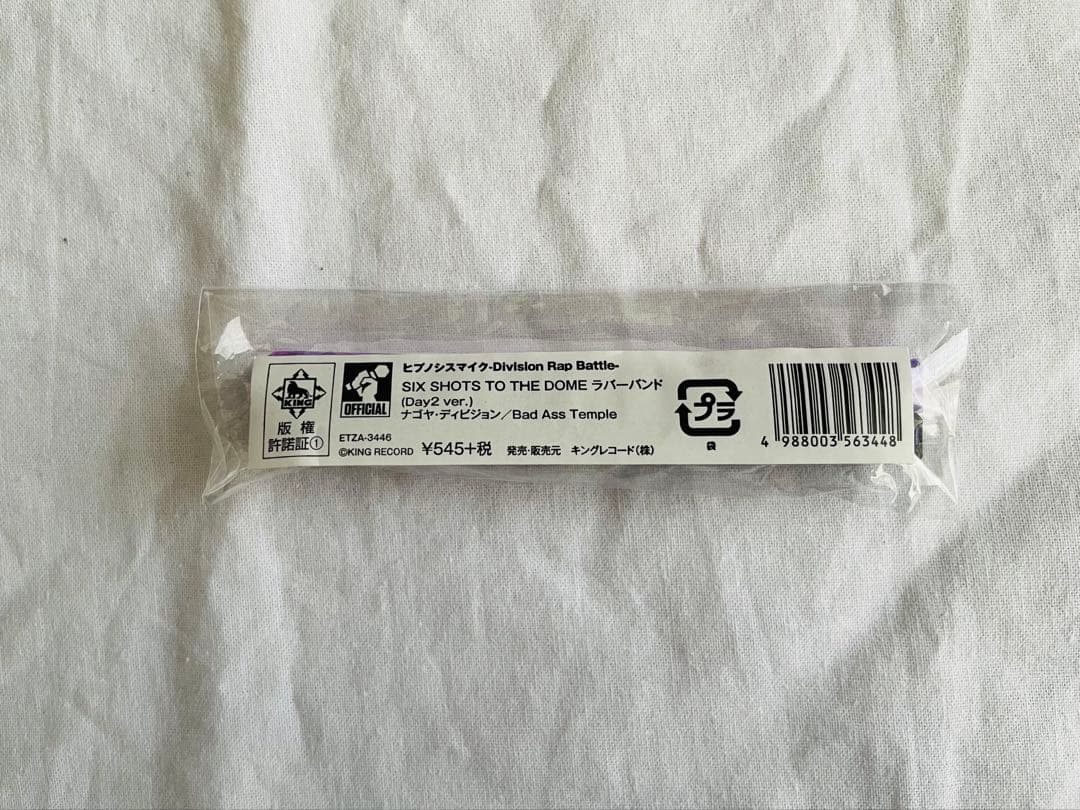 KING
版権
許諾証①
OFFICIAL
ヒプノシスマイク-Division Rap Battle-
SIX SHOTS TO THE DOME ラバーバンド
(Day2 ver.)
ナゴヤ・ディビジョン／Bad Ass Temple
ETZA-3446
©KING RECORD ¥545+税 発売・販売元 キングレコード(株)
プラ
袋
4 988003 563448